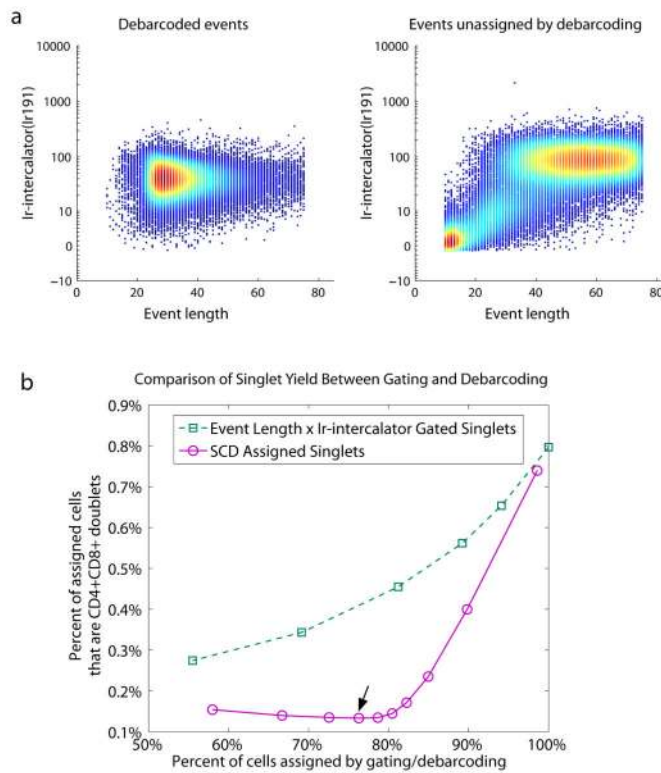 a
Debarcoded events
Events unassigned by debarcoding
10000
1000
100
10
0
−10
Ir-intercalator(Ir191)
0 20 40 60 80
Event length
10000
1000
100
10
0
−10
Ir-intercalator(Ir191)
0 20 40 60 80
Event length
b
Comparison of Singlet Yield Between Gating and Debarcoding
0.9%
0.8%
0.7%
0.5%
0.4%
0.3%
0.2%
0.1%
Percent of assigned cells
that are CD4+CD8+ doublets
Event Length x Ir-intercalator Gated Singlets
SCD Assigned Singlets
50% 60% 70% 80% 90% 100%
Percent of cells assigned by gating/debarcoding